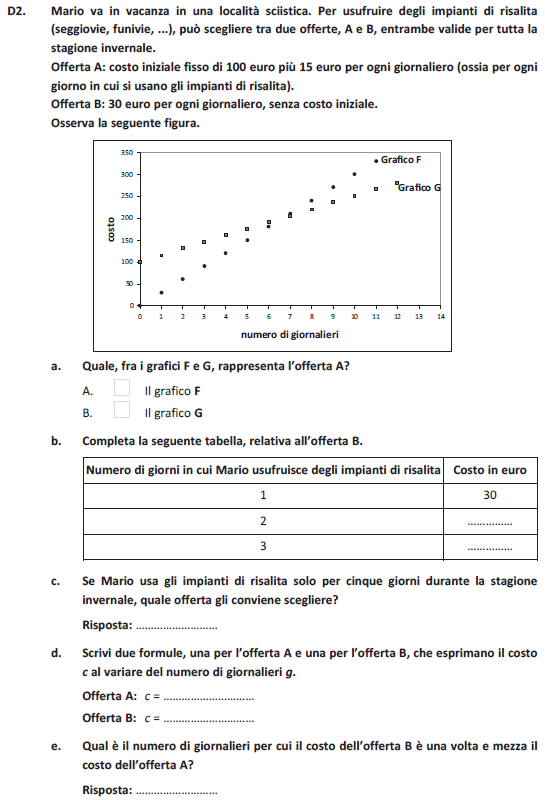 D2. Mario va in vacanza in una località sciistica. Per usufruire degli impianti di risalita
(seggiovie, funivie, ...), può scegliere tra due offerte, A e B, entrambe valide per tutta la
stagione invernale.
Offerta A: costo iniziale fisso di 100 euro più 15 euro per ogni giornaliero (ossia per ogni
giorno in cui si usano gli impianti di risalita).
Offerta B: 30 euro per ogni giornaliero, senza costo iniziale.
Osserva la seguente figura.
350
300
250
200
150
100
50
0
costo
Grafico F
Grafico G
0 1 2 3 4 5 6 7 8 9 10 11 12 13 14
numero di giornalieri
a. Quale, fra i grafici F e G, rappresenta l'offerta A?
A. Il grafico F
B. Il grafico G
b. Completa la seguente tabella, relativa all'offerta B.
Numero di giorni in cui Mario usufruisce degli impianti di risalita Costo in euro
1 30
2 ...............
3 ...............
c. Se Mario usa gli impianti di risalita solo per cinque giorni durante la stagione
invernale, quale offerta gli conviene scegliere?
Risposta: ...........................
d. Scrivi due formule, una per l'offerta A e una per l'offerta B, che esprimano il costo
c al variare del numero di giornalieri g.
Offerta A: c = ..............................
Offerta B: c = ..............................
e. Qual è il numero di giornalieri per cui il costo dell'offerta B è una volta e mezza il
costo dell'offerta A?
Risposta: ...........................